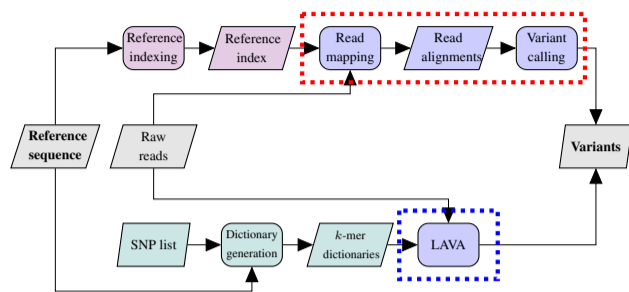 Reference
indexing
Reference
index
Read
mapping
Read
alignments
Variant
calling
Reference
sequence
Raw
reads
Variants
SNP list
Dictionary
generation
k-mer
dictionaries
LAVA